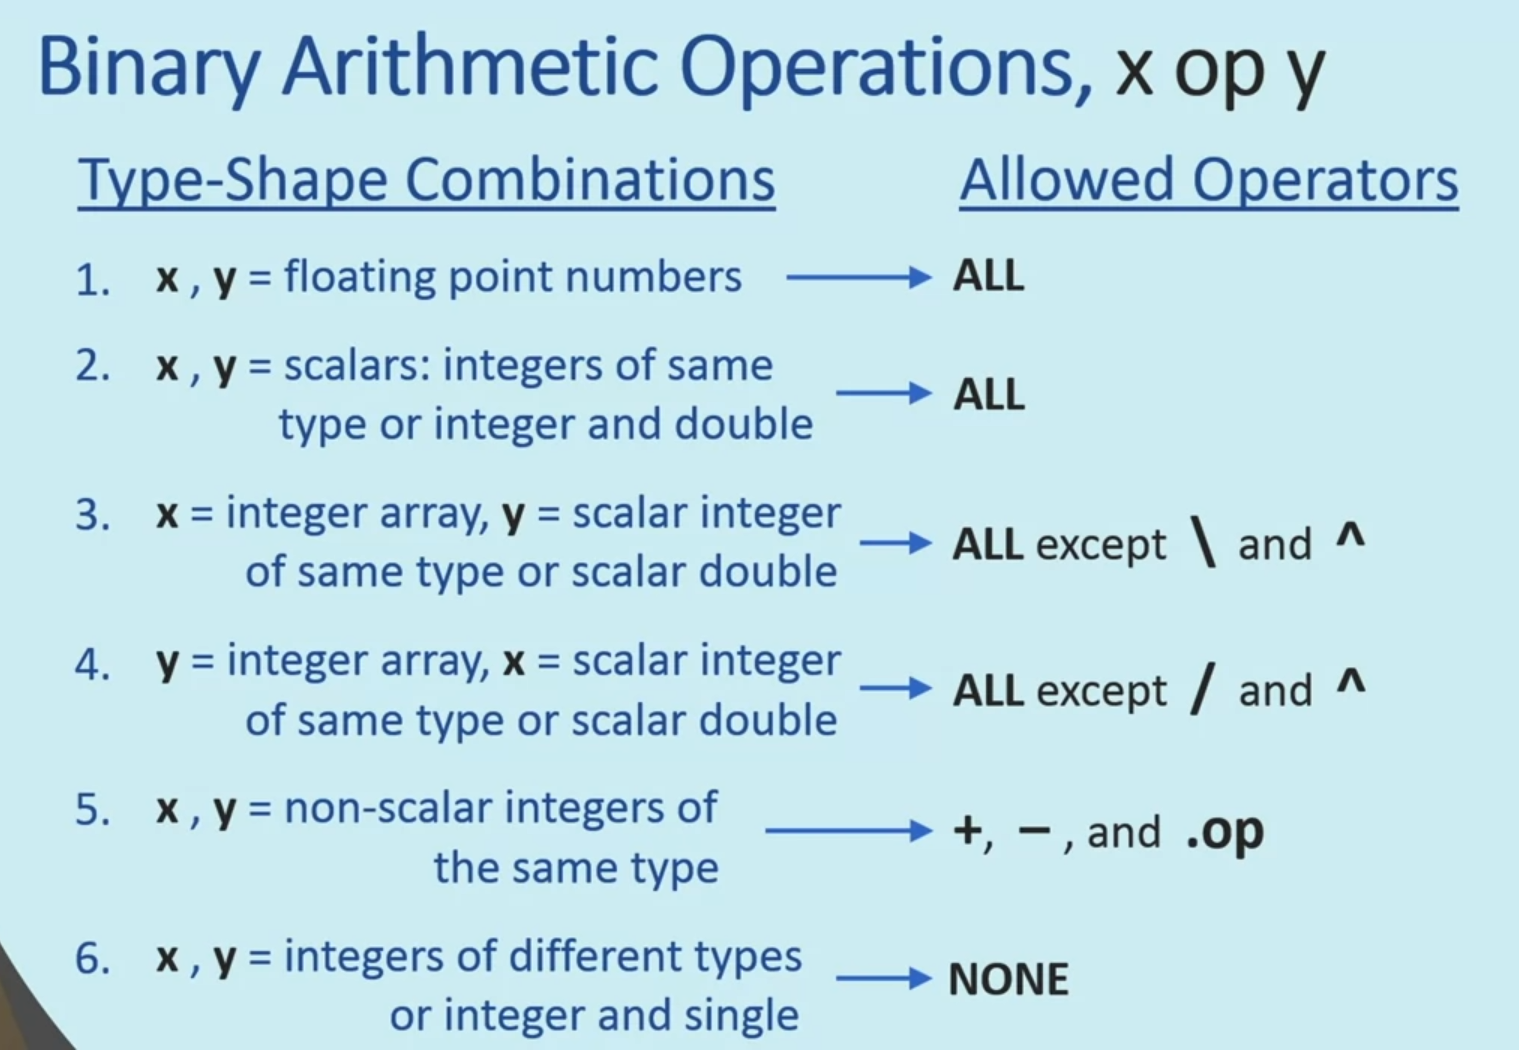 Binary Arithmetic Operations, x op y
Type-Shape Combinations Allowed Operators
1. x , y = floating point numbers ALL
2. x , y = scalars: integers of same
type or integer and double ALL
3. x = integer array, y = scalar integer
of same type or scalar double ALL except \ and ^
4. y = integer array, x = scalar integer
of same type or scalar double ALL except / and ^
5. x , y = non-scalar integers of
the same type +, − , and .op
6. x , y = integers of different types
or integer and single NONE